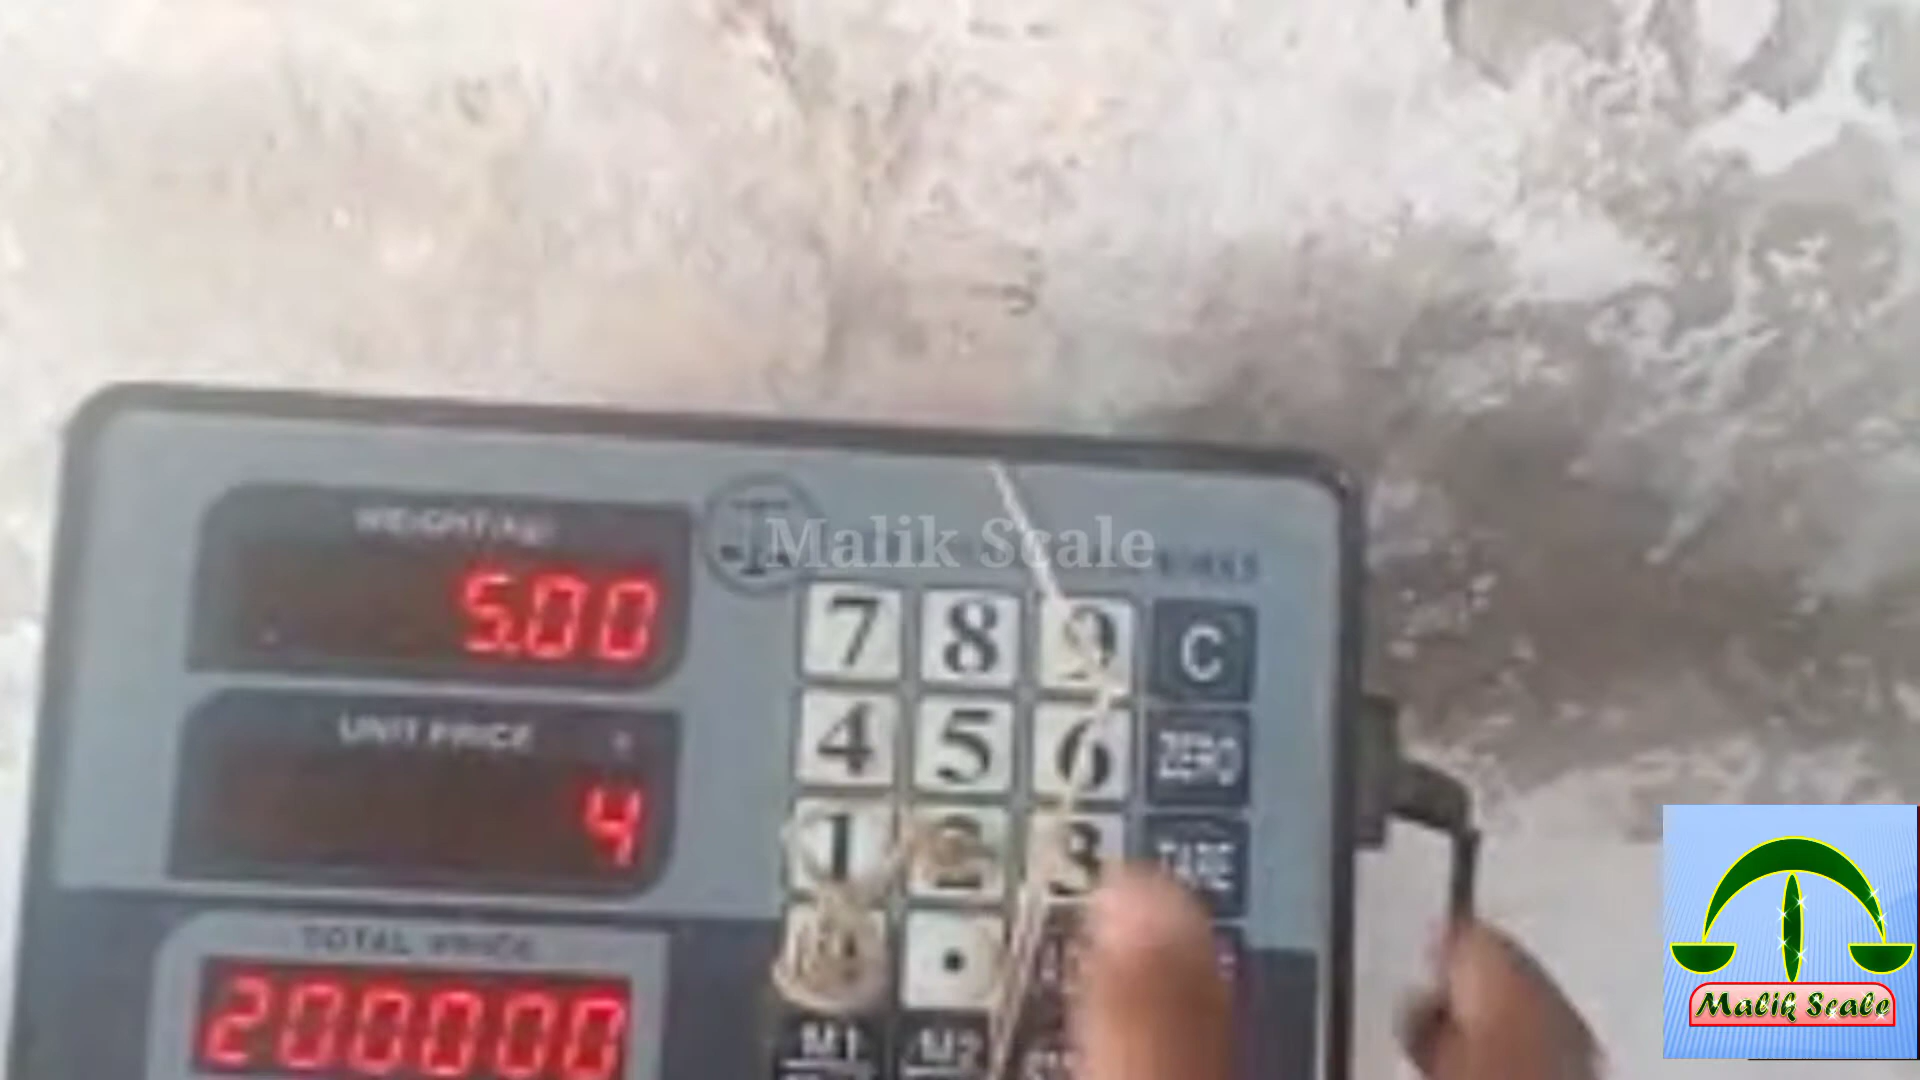 Malik Scale
WEIGHT/kg
5.00
UNIT PRICE
4
TOTAL PRICE
200000
7 8 9 C
4 5 6 ZERO
1 2 3 TARE
.
M1 M2
Malik Scale